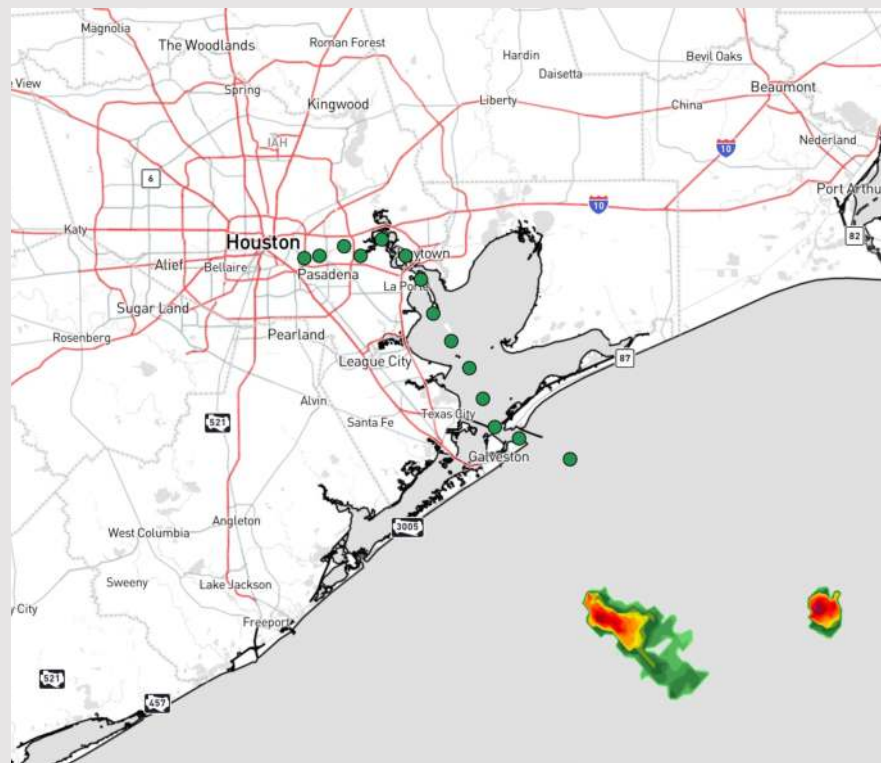 Magnolia
Roman Forest
The Woodlands
Hardin
Bevil Oaks
Daisetta
View
Spring
Kingwood
Liberty
China
Beaumont
IAH
Nederland
10
6
Port Arthur
10
Katy
Houston
82
Alief
Bellaire
Pasadena
ytown
La Porte
Sugar Land
Pearland
Rosenberg
League City
87
Alvin
Texas City
521
Santa Fe
Galveston
Angleton
3005
West Columbia
Sweeny
Lake Jackson
City
Freeport
521
457